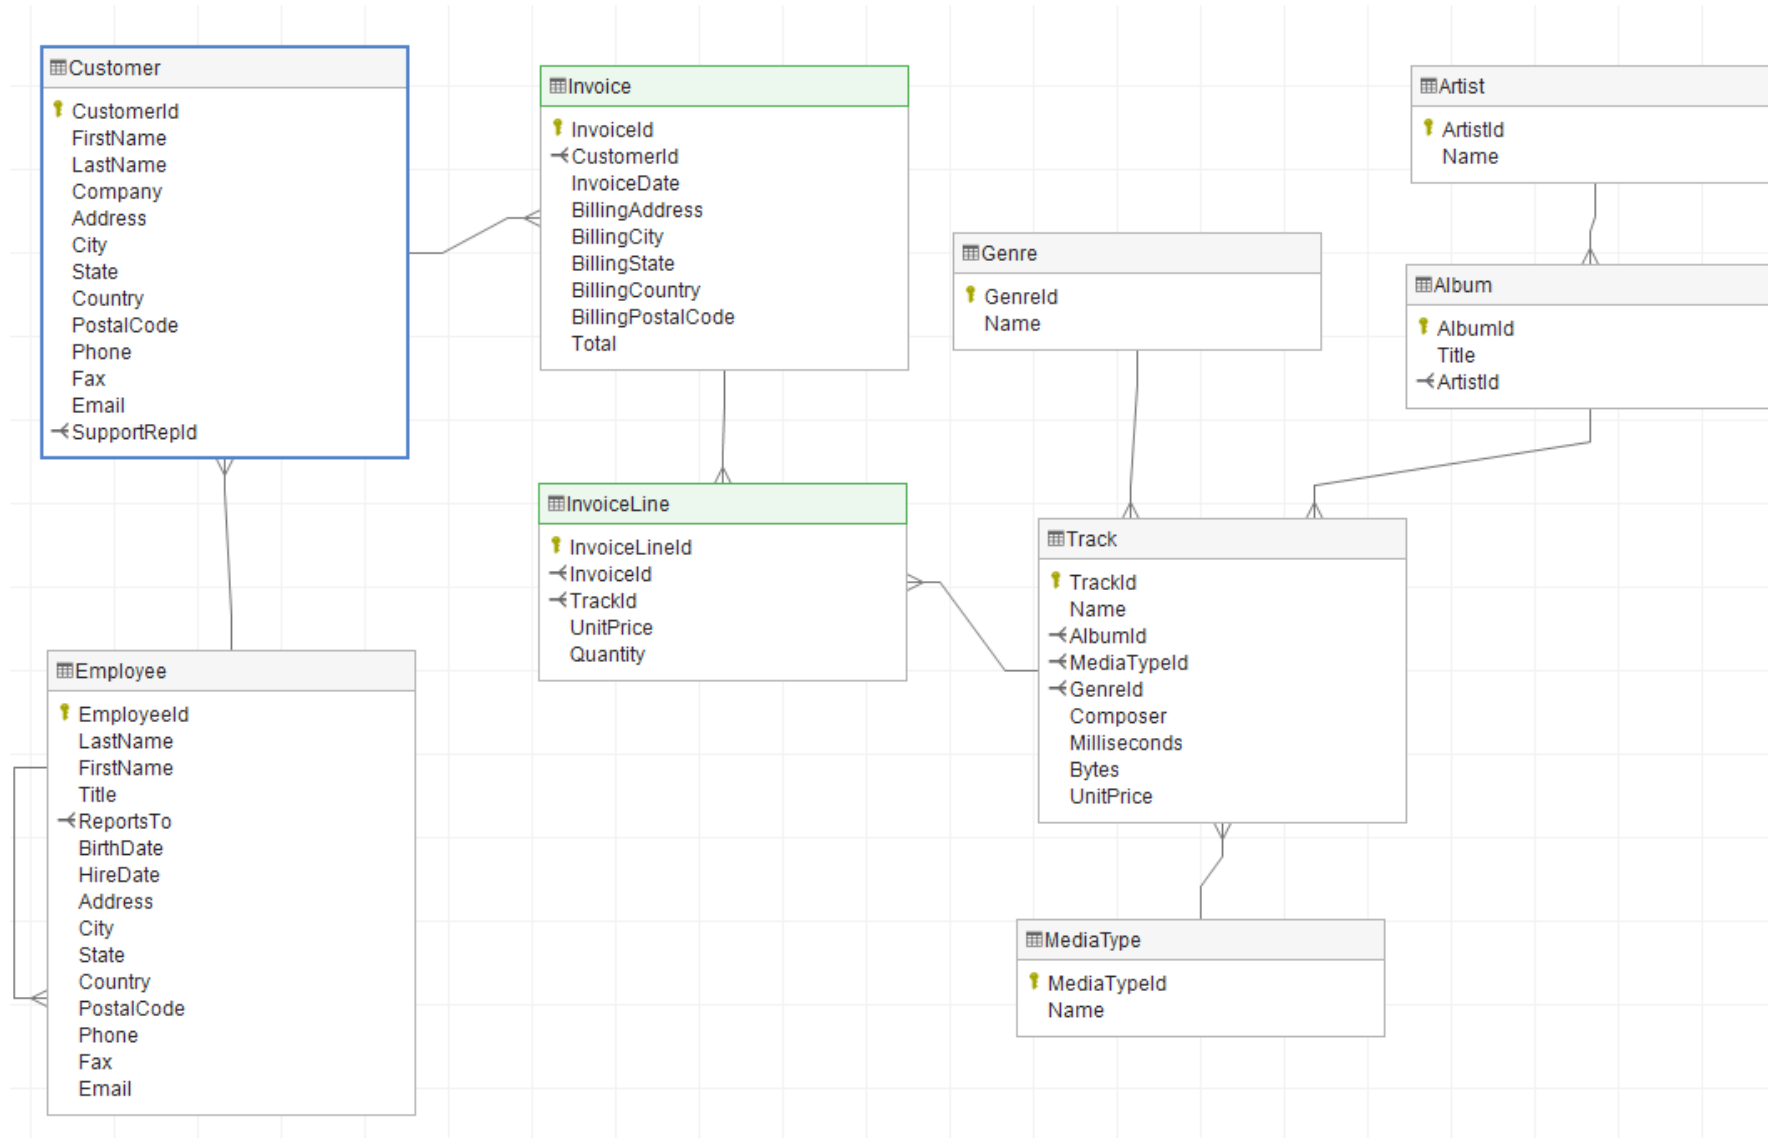 Customer
CustomerId
FirstName
LastName
Company
Address
City
State
Country
PostalCode
Phone
Fax
Email
SupportRepId
Invoice
InvoiceId
CustomerId
InvoiceDate
BillingAddress
BillingCity
BillingState
BillingCountry
BillingPostalCode
Total
Artist
ArtistId
Name
Genre
GenreId
Name
Album
AlbumId
Title
ArtistId
InvoiceLine
InvoiceLineId
InvoiceId
TrackId
UnitPrice
Quantity
Track
TrackId
Name
AlbumId
MediaTypeId
GenreId
Composer
Milliseconds
Bytes
UnitPrice
Employee
EmployeeId
LastName
FirstName
Title
ReportsTo
BirthDate
HireDate
Address
City
State
Country
PostalCode
Phone
Fax
Email
MediaType
MediaTypeId
Name